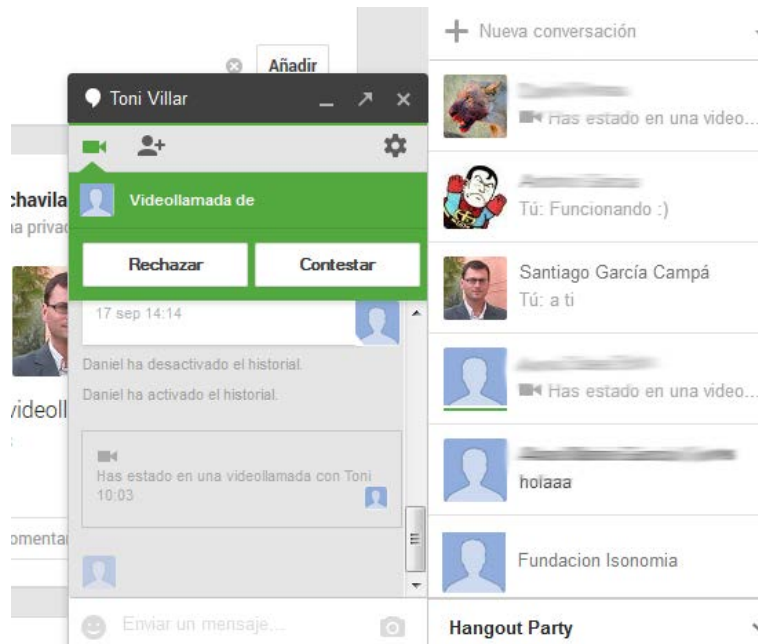 Añadir
Toni Villar
chavila
a privad
Videollamada de
Rechazar
Contestar
17 sep 14:14
Daniel ha desactivado el historial.
Daniel ha activado el historial.
videoll
Has estado en una videollamada con Toni
10:03
omentar
Enviar un mensaje...
Nueva conversación
Has estado en una video...
Tú: Funcionando :)
Santiago García Campá
Tú: a ti
Has estado en una video...
holaaa
Fundacion Isonomia
Hangout Party